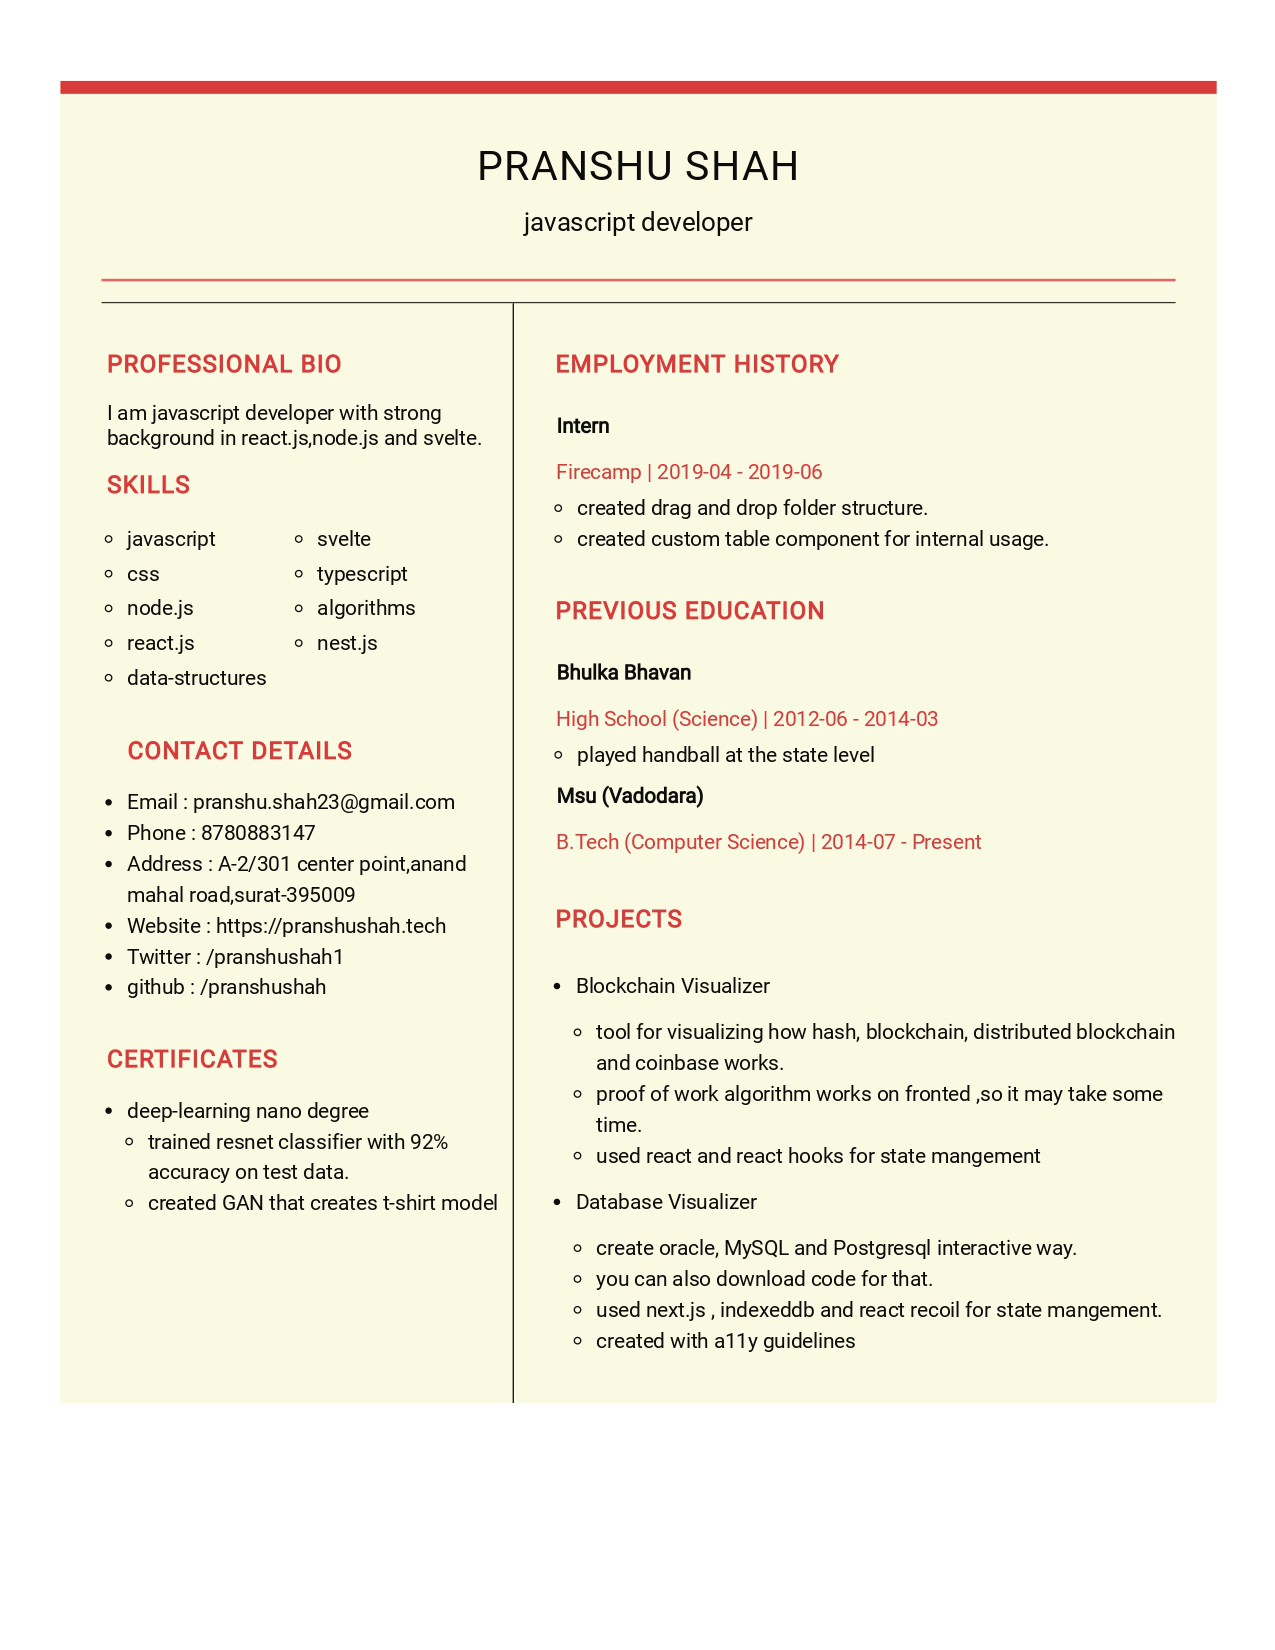 PRANSHU SHAH
javascript developer
PROFESSIONAL BIO
I am javascript developer with strong
background in react.js,node.js and svelte.
SKILLS
javascript
svelte
css
typescript
node.js
algorithms
react.js
nest.js
data-structures
CONTACT DETAILS
Email : pranshu.shah23@gmail.com
Phone : 8780883147
Address : A-2/301 center point,anand
mahal road,surat-395009
Website : https://pranshushah.tech
Twitter : /pranshushah1
github : /pranshushah
CERTIFICATES
deep-learning nano degree
trained resnet classifier with 92%
accuracy on test data.
created GAN that creates t-shirt model
EMPLOYMENT HISTORY
Intern
Firecamp | 2019-04 - 2019-06
created drag and drop folder structure.
created custom table component for internal usage.
PREVIOUS EDUCATION
Bhulka Bhavan
High School (Science) | 2012-06 - 2014-03
played handball at the state level
Msu (Vadodara)
B.Tech (Computer Science) | 2014-07 - Present
PROJECTS
Blockchain Visualizer
tool for visualizing how hash, blockchain, distributed blockchain
and coinbase works.
proof of work algorithm works on fronted ,so it may take some
time.
used react and react hooks for state mangement
Database Visualizer
create oracle, MySQL and Postgresql interactive way.
you can also download code for that.
used next.js , indexeddb and react recoil for state mangement.
created with a11y guidelines